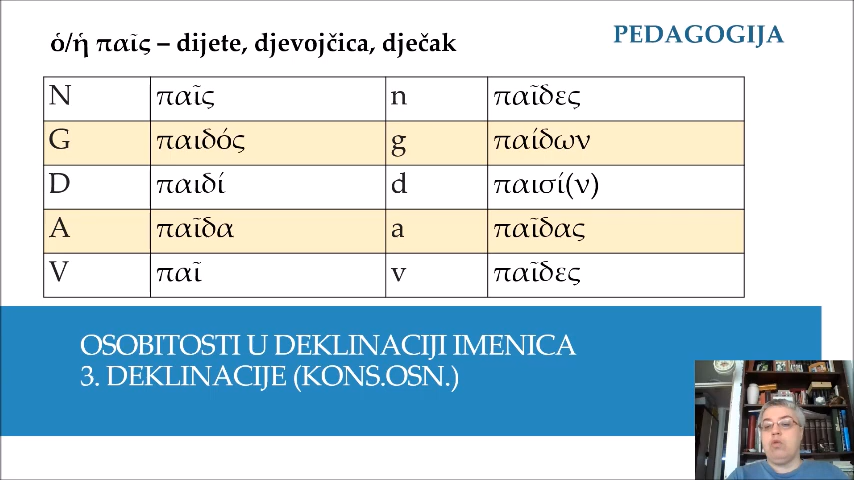 ὁ/ἡ παῖς – dijete, djevojčica, dječak
PEDAGOGIJA
N παῖς n παῖδες
G παιδός g παίδων
D παιδί d παισί(ν)
A παῖδα a παῖδας
V παῖ v παῖδες
OSOBITOSTI U DEKLINACIJI IMENICA
3. DEKLINACIJE (KONS.OSN.)